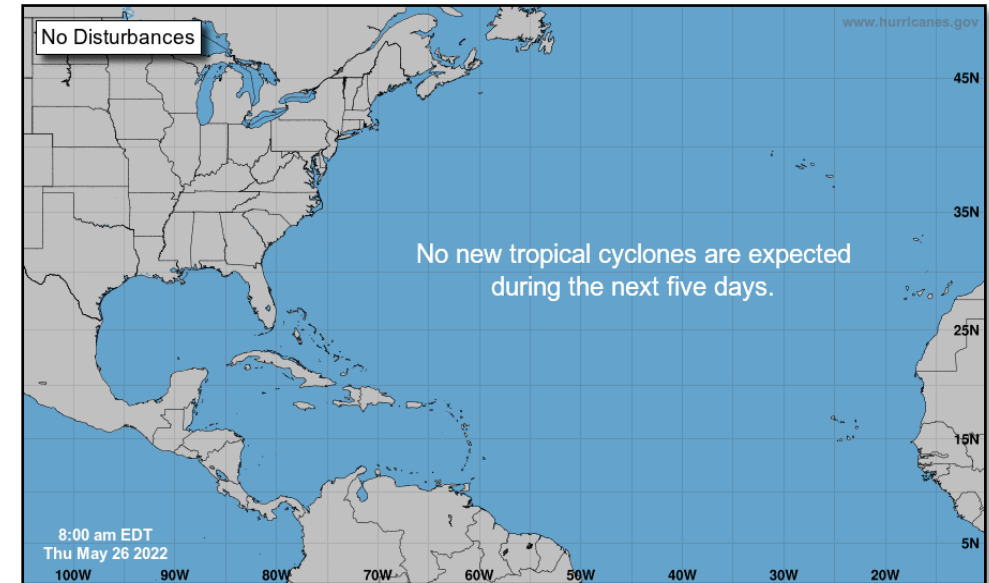 No Disturbances
www.hurricanes.gov
45N
35N
No new tropical cyclones are expected
during the next five days.
25N
15N
8:00 am EDT
Thu May 26 2022
5N
100W 90W 80W 70W 60W 50W 40W 30W 20W